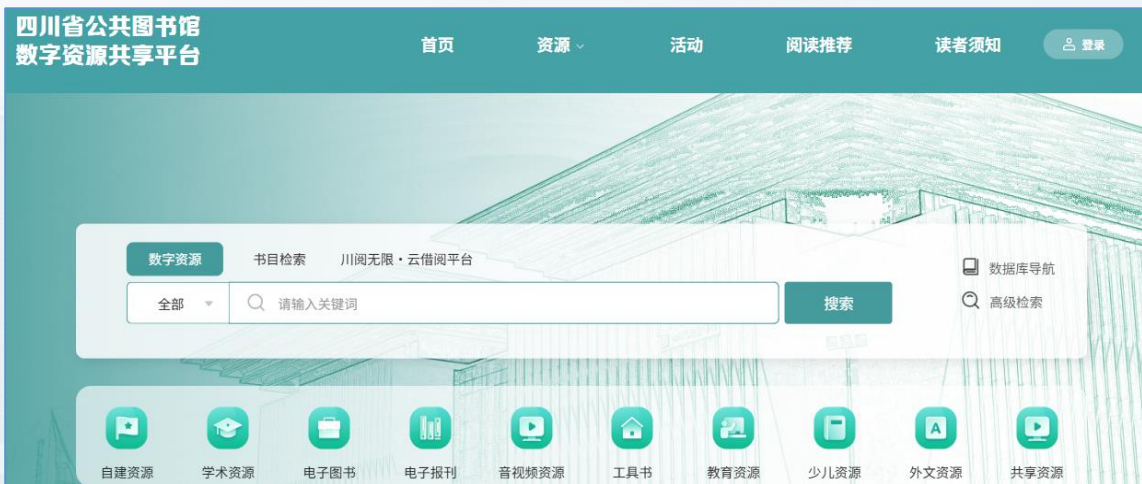 四川省公共图书馆
数字资源共享平台
首页 资源 活动 阅读推荐 读者须知 登录
数字资源 书目检索 川阅无限・云借阅平台
数据库导航
全部 请输入关键词 搜索
高级检索
自建资源 学术资源 电子图书 电子报刊 音视频资源 工具书 教育资源 少儿资源 外文资源 共享资源